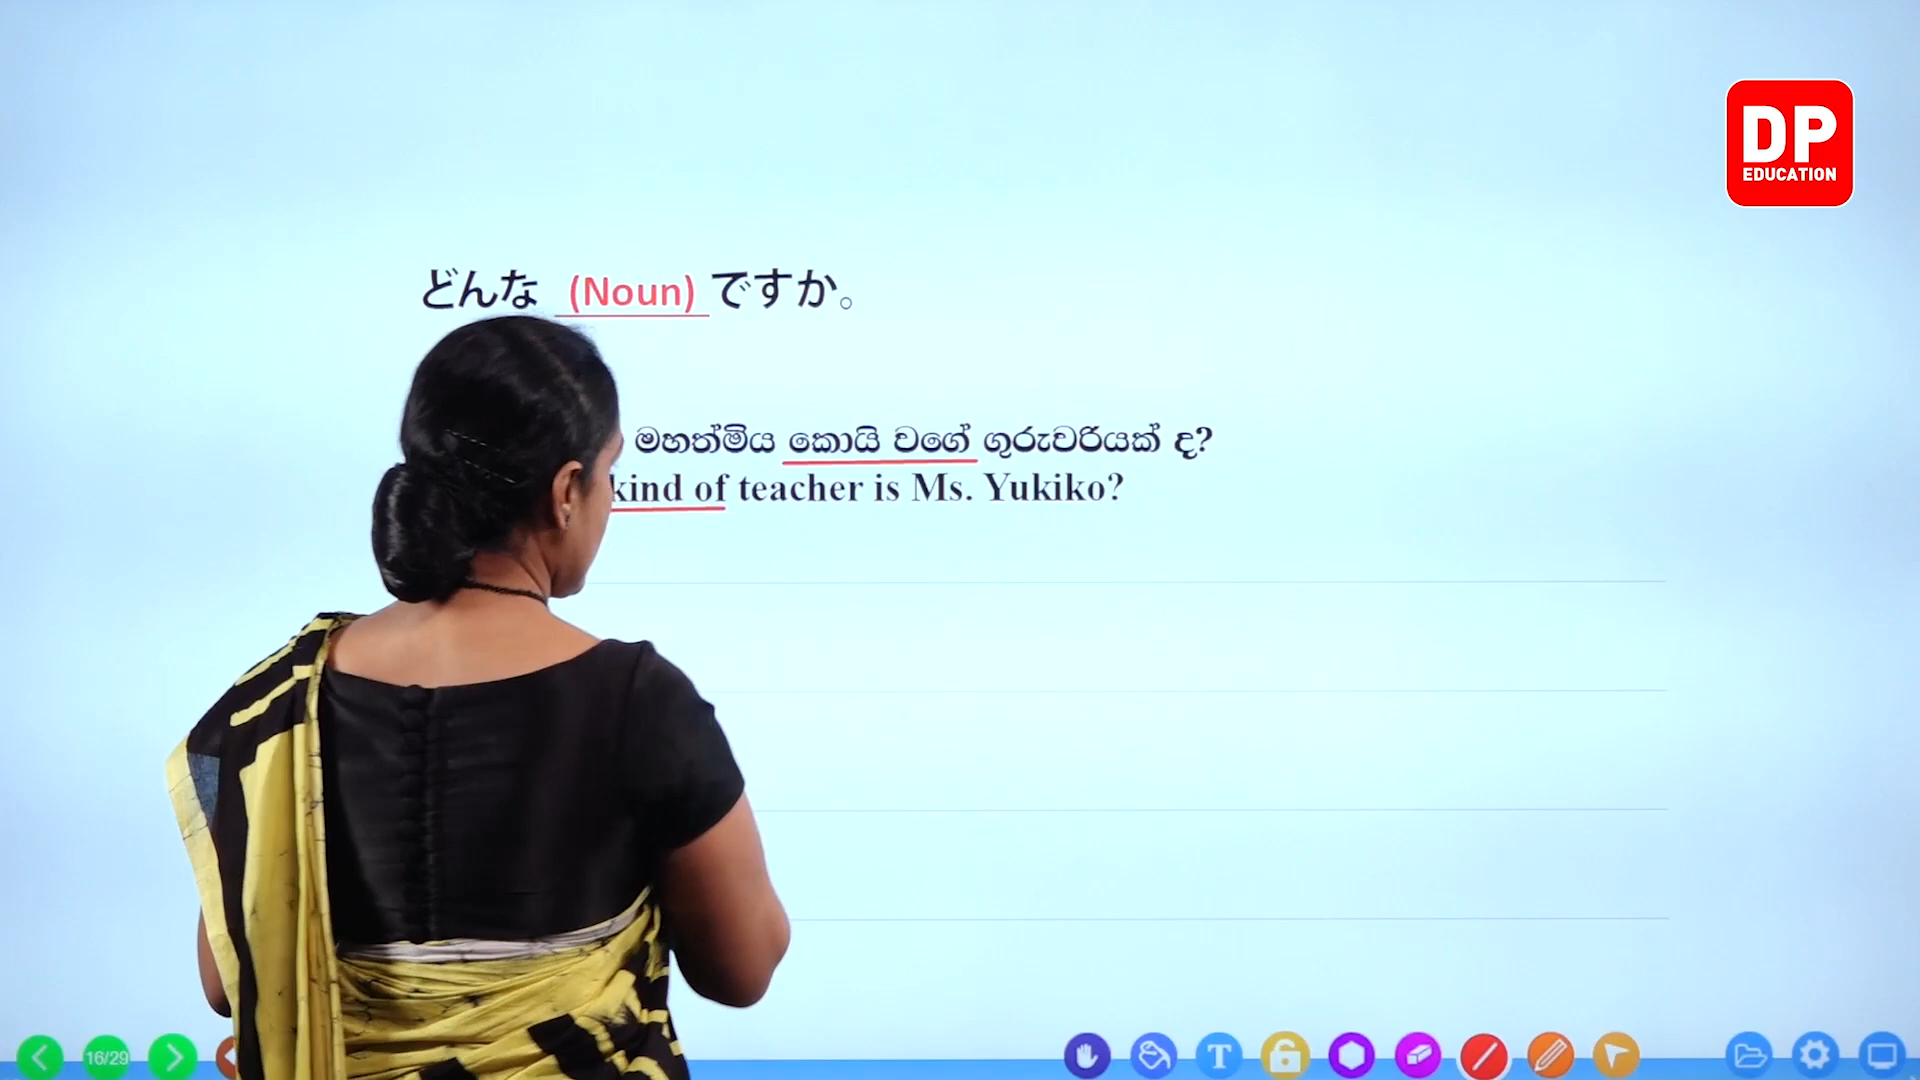 DP
EDUCATION
どんな (Noun) ですか。
මහත්මිය කොයි වගේ ගුරුවරියක් ද?
kind of teacher is Ms. Yukiko?
16/29
T